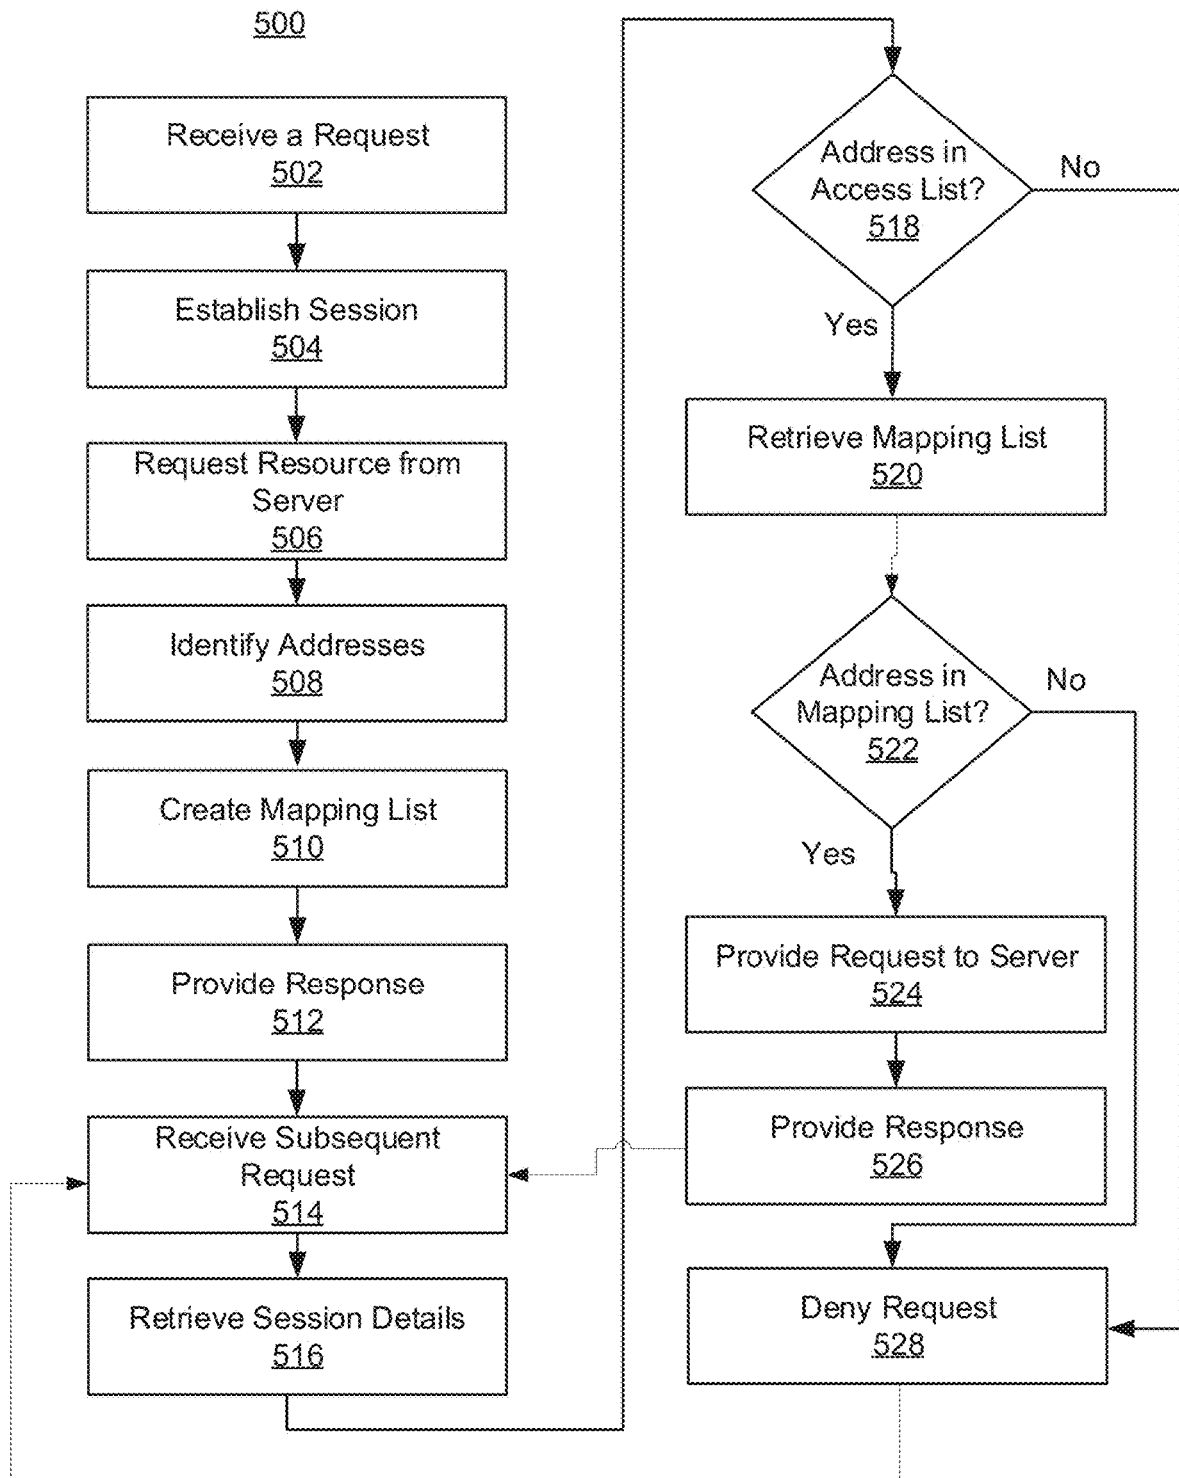 500
Receive a Request
502
Establish Session
504
Request Resource from
Server
506
Identify Addresses
508
Create Mapping List
510
Provide Response
512
Receive Subsequent
Request
514
Retrieve Session Details
516
Address in
Access List?
518
No
Yes
Retrieve Mapping List
520
Address in
Mapping List?
522
No
Yes
Provide Request to Server
524
Provide Response
526
Deny Request
528